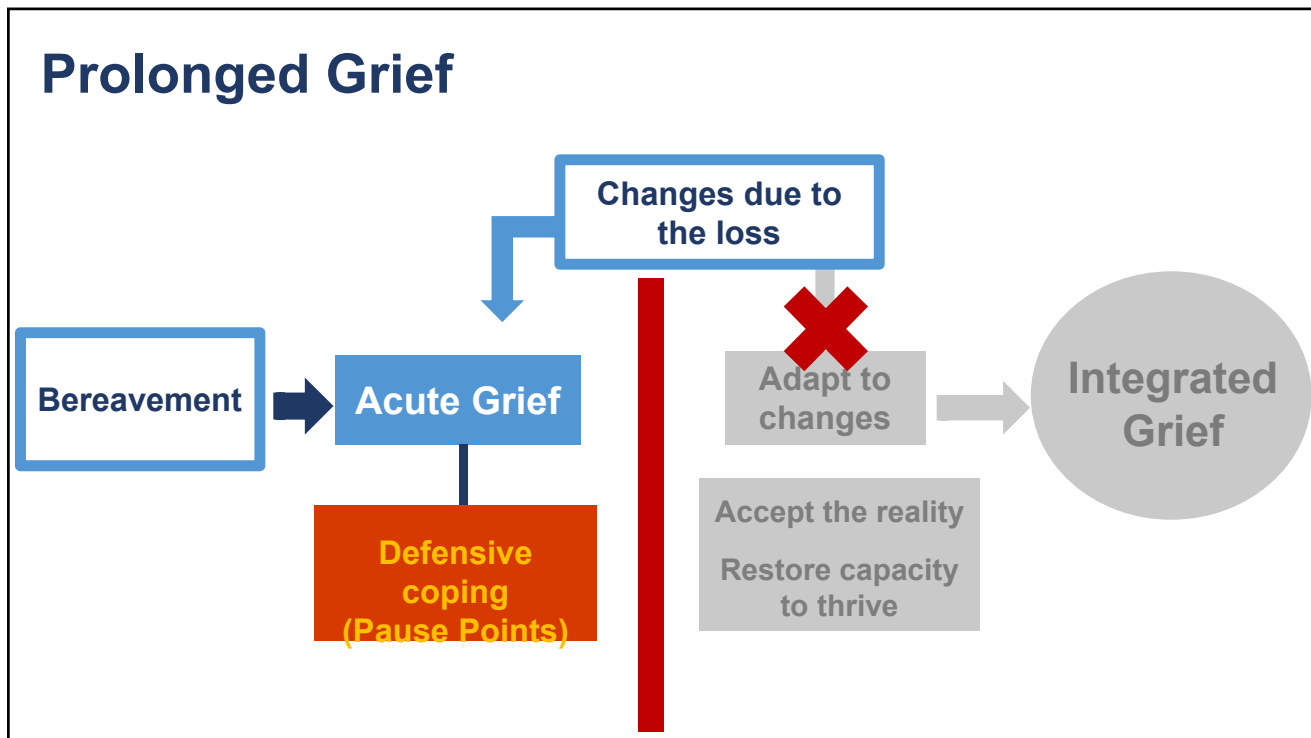 Prolonged Grief
Changes due to
the loss
Bereavement
Acute Grief
Adapt to
changes
Integrated
Grief
Defensive
coping
(Pause Points)
Accept the reality
Restore capacity
to thrive